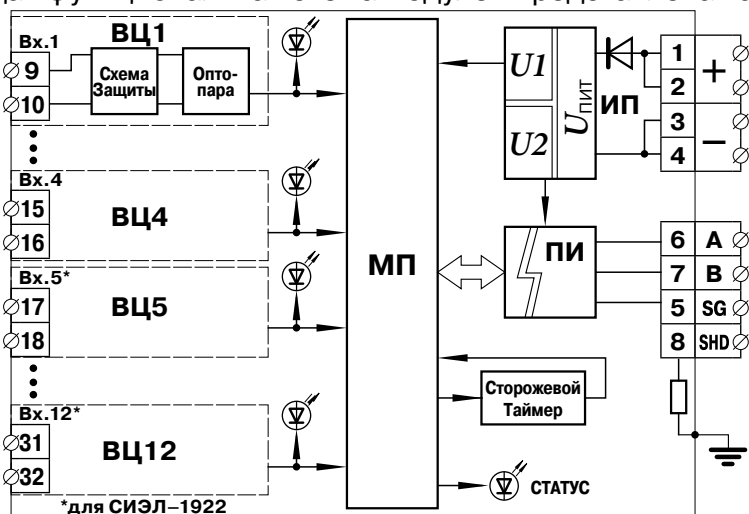 Вх.1
ВЦ1
9
10
Схема
Защиты
Опто-
пара
Вх.4
15
16
ВЦ4
Вх.5*
17
18
ВЦ5
Вх.12*
31
32
ВЦ12
*для СИЭЛ–1922
МП
U1
U2
UПИТ
ИП
1
2
3
4
+
–
ПИ
6 A
7 B
5 SG
8 SHD
Сторожевой
Таймер
СТАТУС